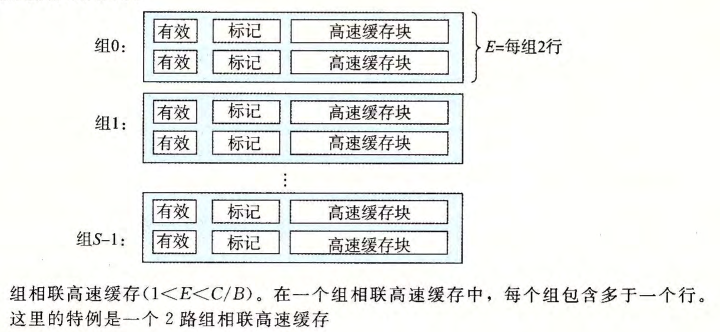 组0:
有效 标记 高速缓存块
有效 标记 高速缓存块
E=每组2行
组1:
有效 标记 高速缓存块
有效 标记 高速缓存块
⋮
组S-1:
有效 标记 高速缓存块
有效 标记 高速缓存块
组相联高速缓存(1<E<C/B)。在一个组相联高速缓存中，每个组包含多于一个行。
这里的特例是一个 2 路组相联高速缓存